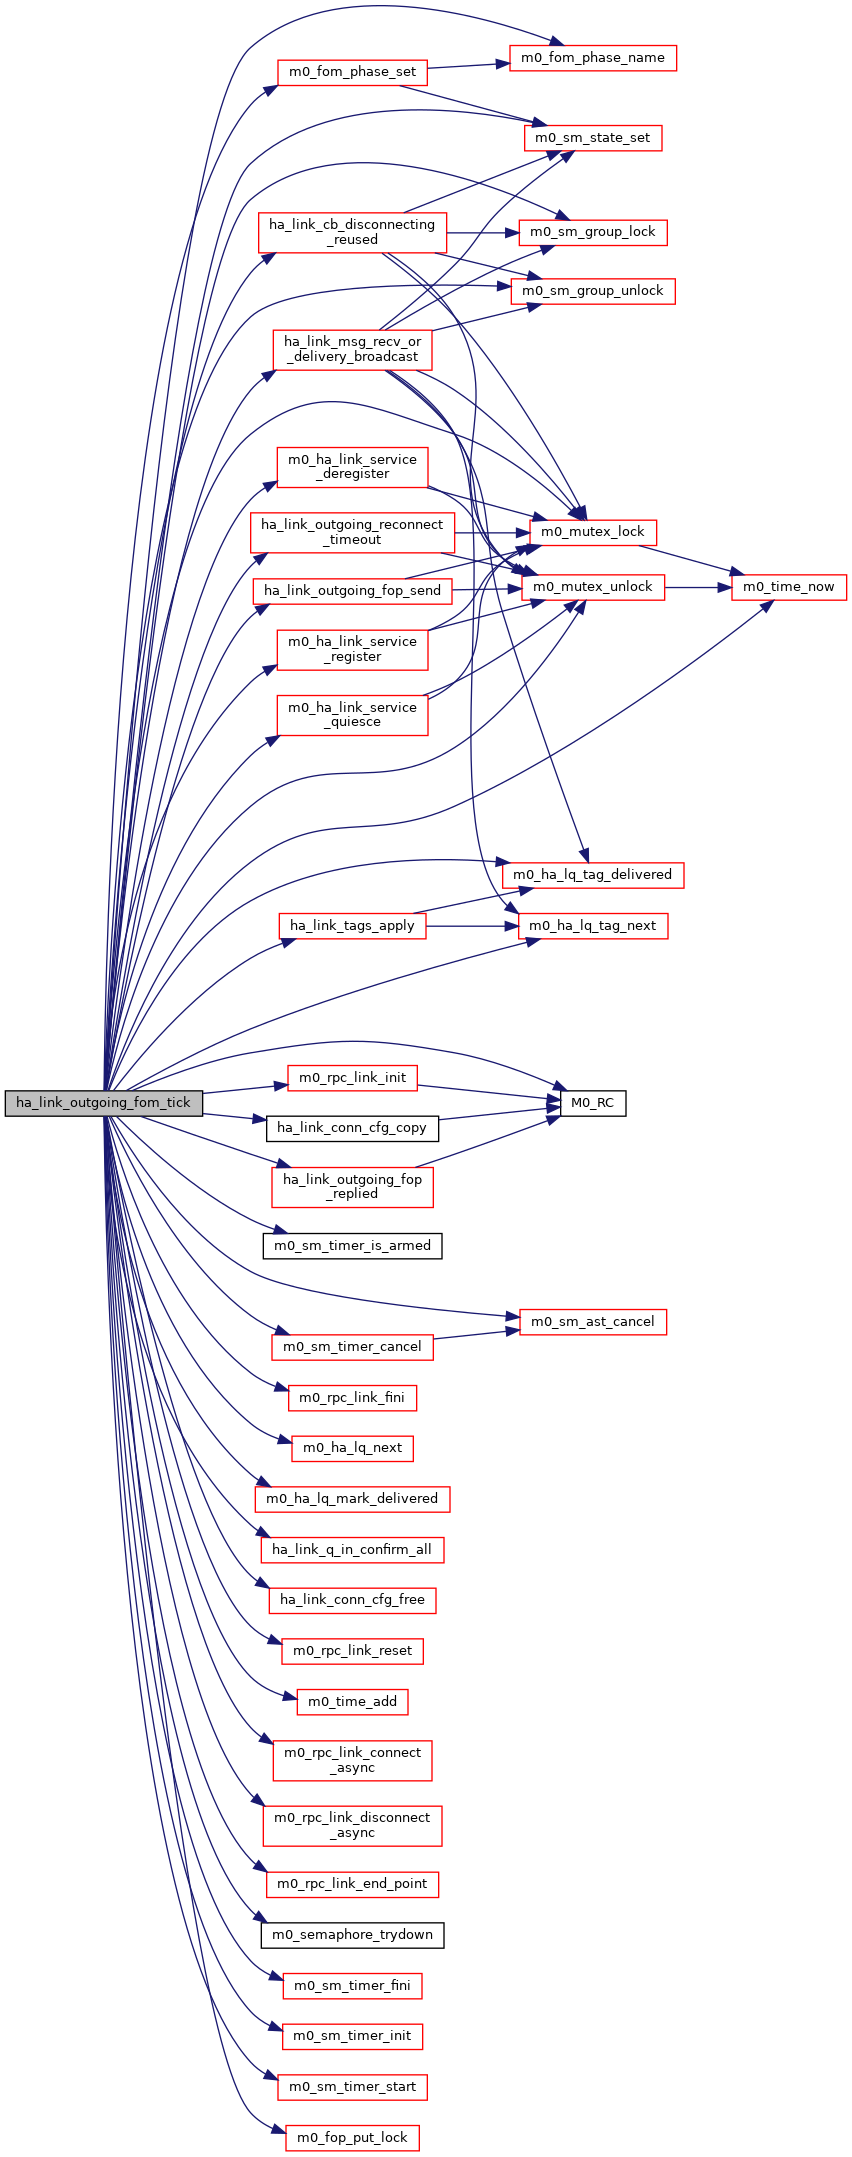 m0_fom_phase_name
m0_fom_phase_set
m0_sm_state_set
ha_link_cb_disconnecting
_reused
m0_sm_group_lock
m0_sm_group_unlock
ha_link_msg_recv_or
_delivery_broadcast
m0_ha_link_service
_deregister
ha_link_outgoing_reconnect
_timeout
m0_mutex_lock
ha_link_outgoing_fop_send
m0_mutex_unlock
m0_time_now
m0_ha_link_service
_register
m0_ha_link_service
_quiesce
m0_ha_lq_tag_delivered
ha_link_tags_apply
m0_ha_lq_tag_next
m0_rpc_link_init
ha_link_outgoing_fom_tick
M0_RC
ha_link_conn_cfg_copy
ha_link_outgoing_fop
_replied
m0_sm_timer_is_armed
m0_sm_ast_cancel
m0_sm_timer_cancel
m0_rpc_link_fini
m0_ha_lq_next
m0_ha_lq_mark_delivered
ha_link_q_in_confirm_all
ha_link_conn_cfg_free
m0_rpc_link_reset
m0_time_add
m0_rpc_link_connect
_async
m0_rpc_link_disconnect
_async
m0_rpc_link_end_point
m0_semaphore_trydown
m0_sm_timer_fini
m0_sm_timer_init
m0_sm_timer_start
m0_fop_put_lock